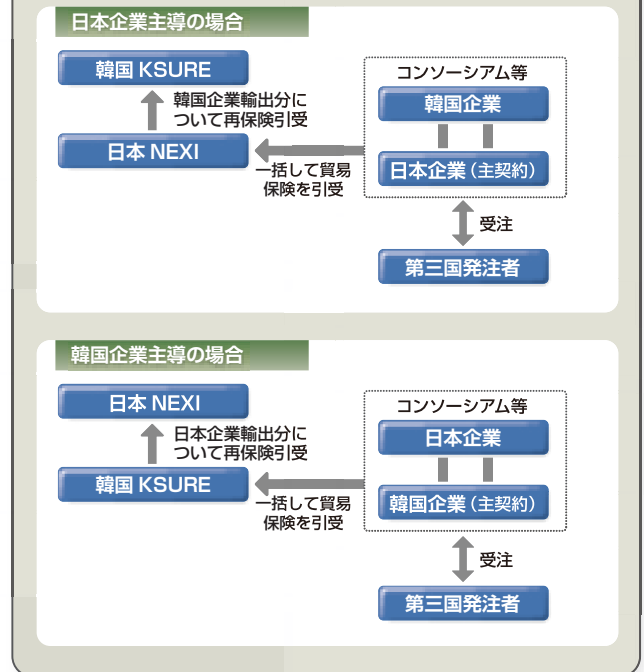 日本企業主導の場合
韓国 KSURE
韓国企業輸出分に
ついて再保険引受
日本 NEXI
一括して貿易
保険を引受
コンソーシアム等
韓国企業
日本企業(主契約)
受注
第三国発注者
韓国企業主導の場合
日本 NEXI
日本企業輸出分に
ついて再保険引受
韓国 KSURE
一括して貿易
保険を引受
コンソーシアム等
日本企業
韓国企業(主契約)
受注
第三国発注者